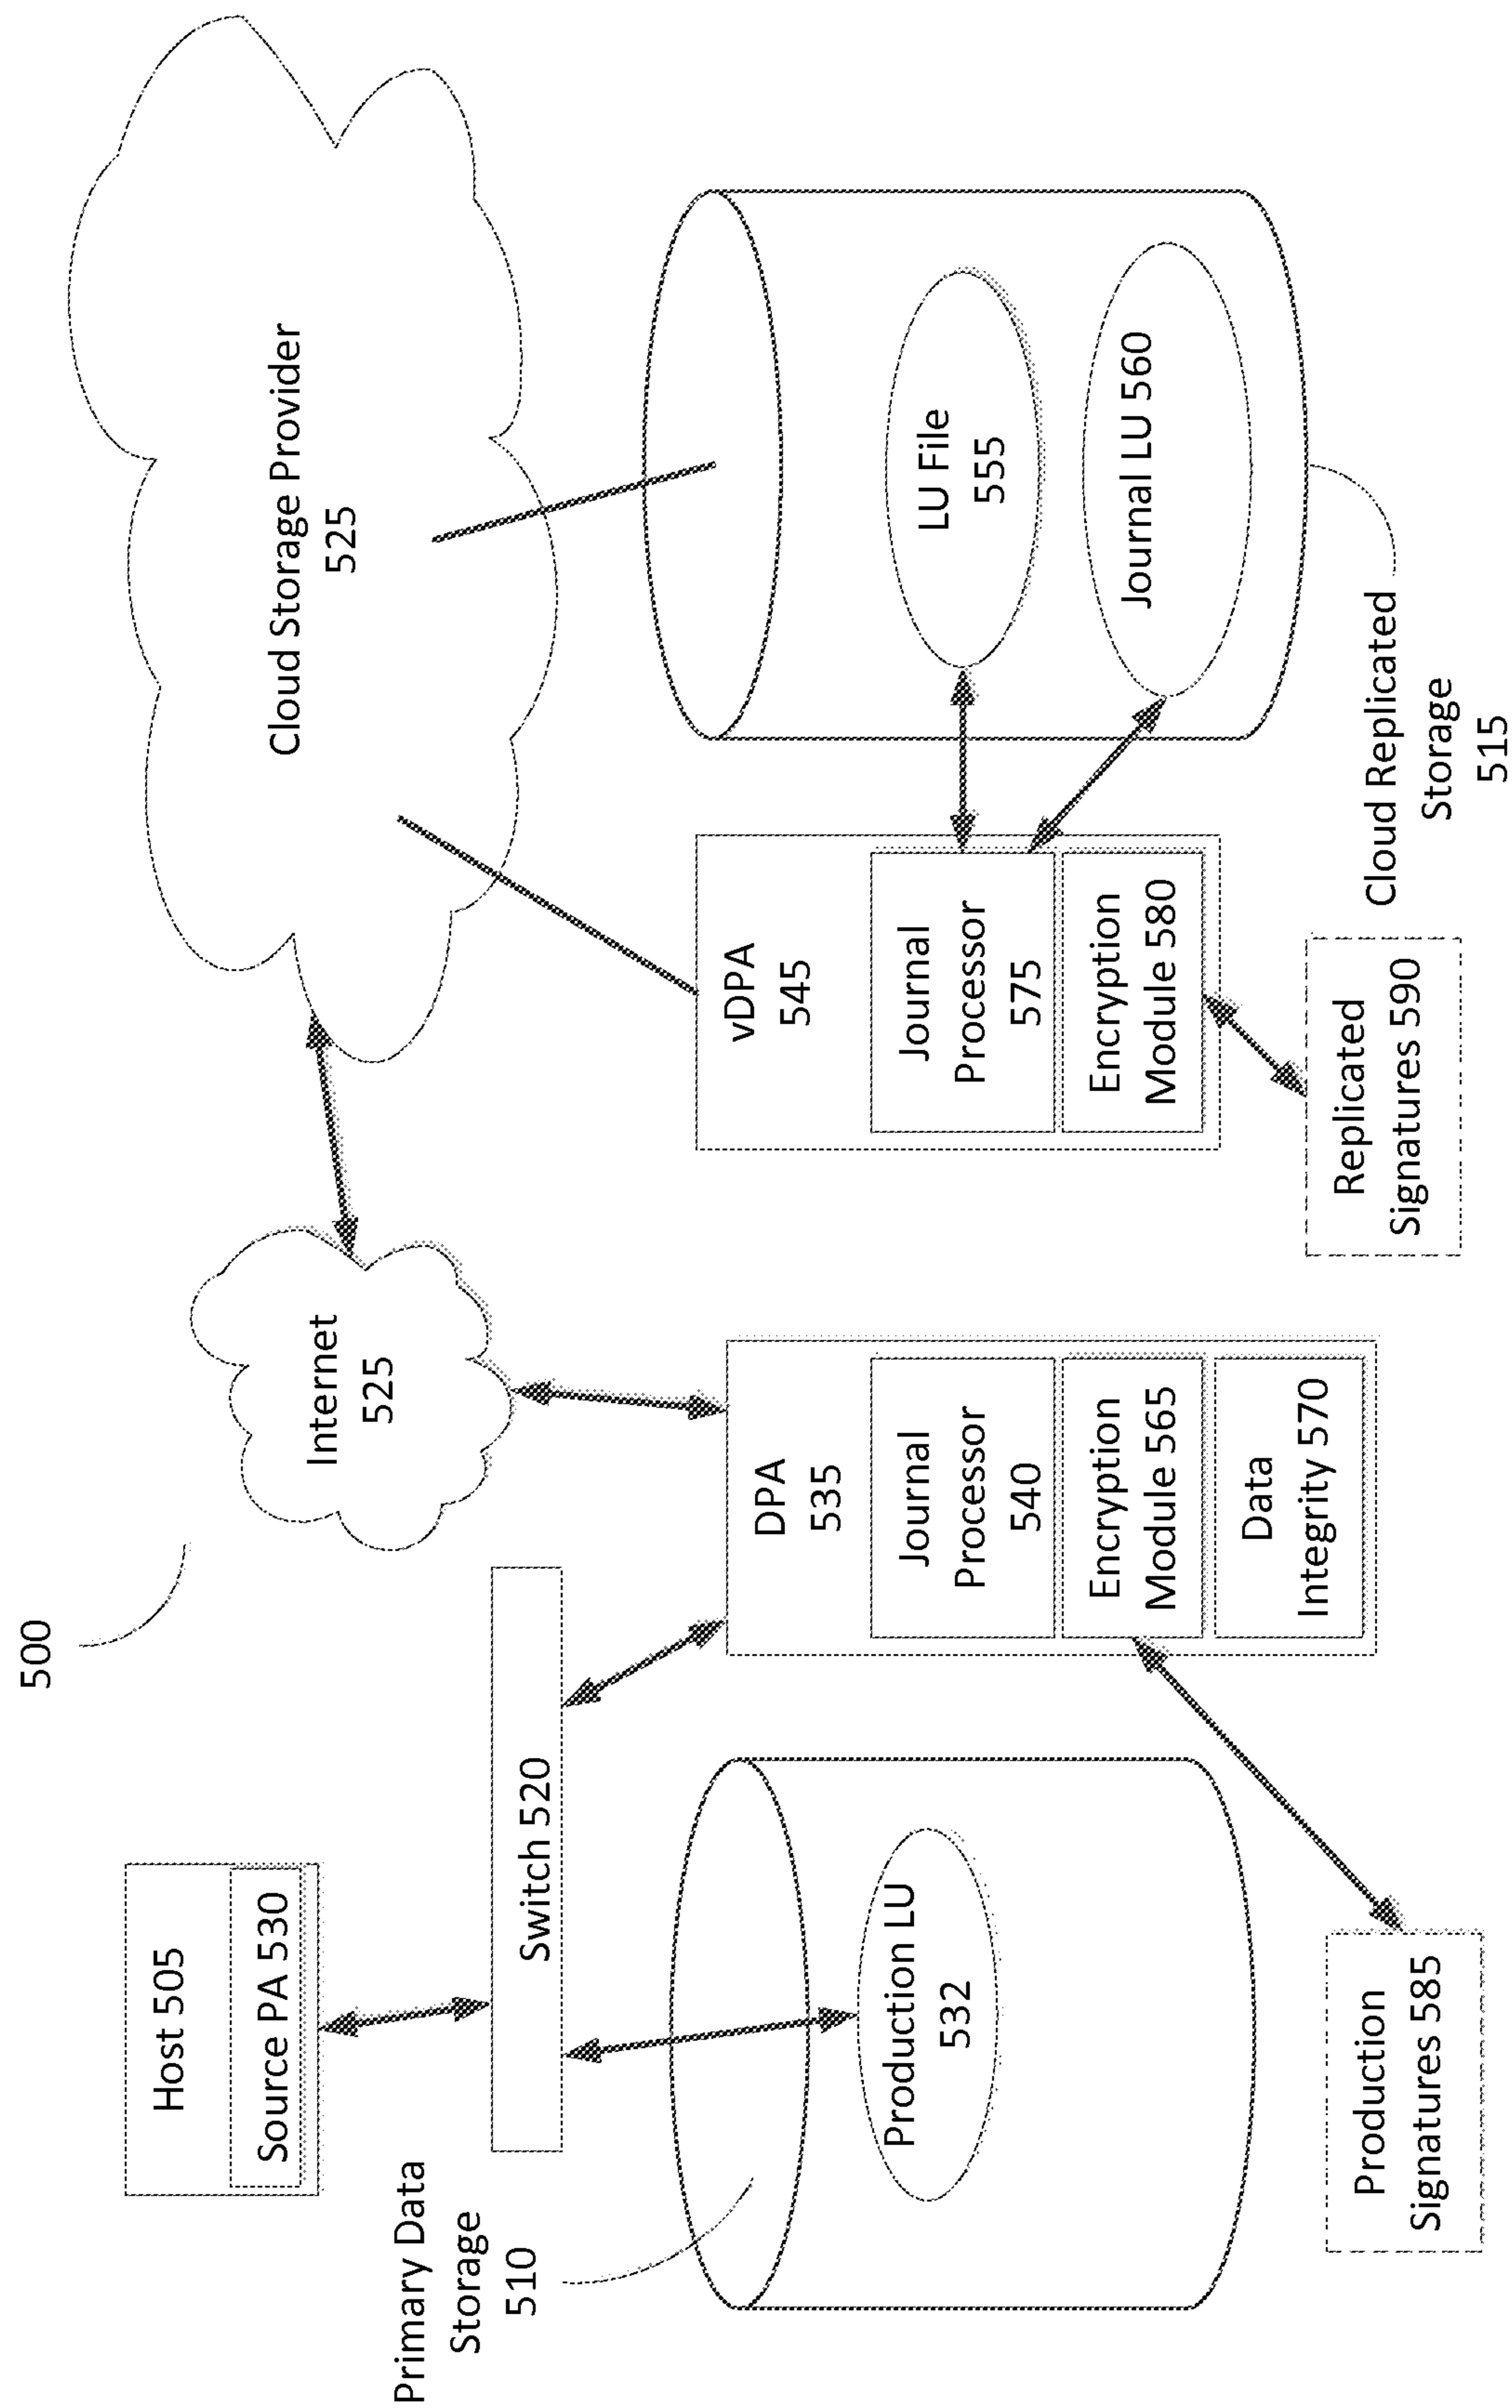 500
Host 505
Source PA 530
Switch 520
Primary Data
Storage
510
Production LU
532
Production
Signatures 585
Internet
525
DPA
535
Journal
Processor
540
Encryption
Module 565
Data
Integrity 570
Cloud Storage Provider
525
vDPA
545
Journal
Processor
575
Encryption
Module 580
Replicated
Signatures 590
LU File
555
Journal LU 560
Cloud Replicated
Storage
515